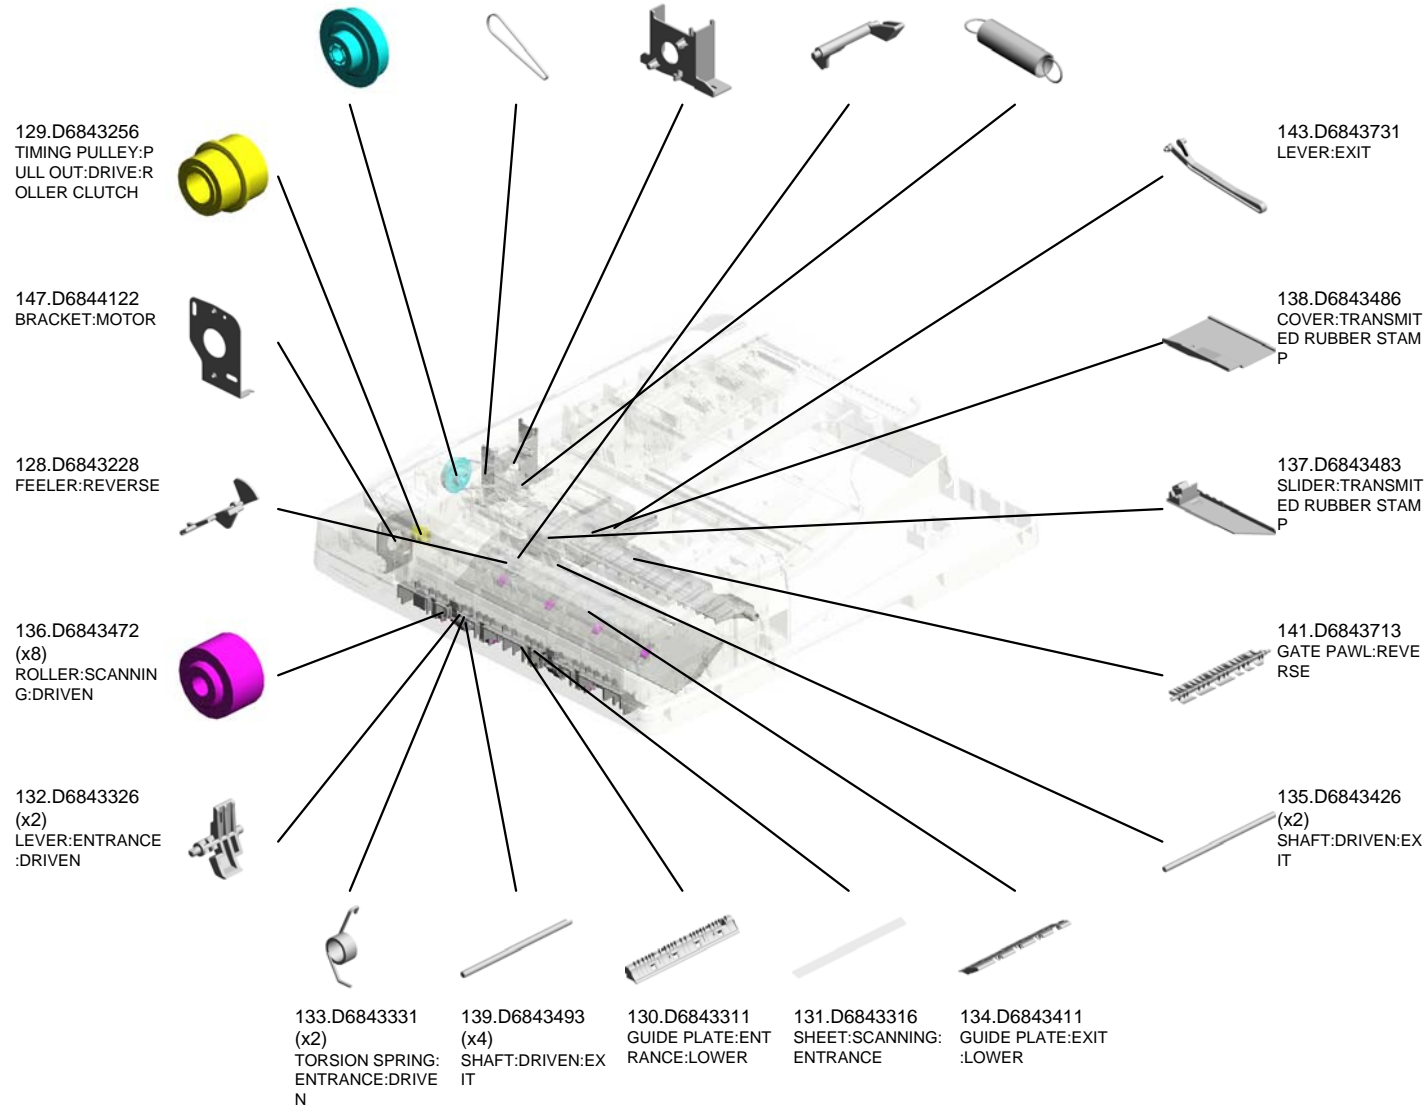 129.D6843256
TIMING PULLEY:P
ULL OUT:DRIVE:R
OLLER CLUTCH
147.D6844122
BRACKET:MOTOR
128.D6843228
FEELER:REVERSE
136.D6843472
(x8)
ROLLER:SCANNIN
G:DRIVEN
132.D6843326
(x2)
LEVER:ENTRANCE
:DRIVEN
133.D6843331
(x2)
TORSION SPRING:
ENTRANCE:DRIVE
N
139.D6843493
(x4)
SHAFT:DRIVEN:EX
IT
130.D6843311
GUIDE PLATE:ENT
RANCE:LOWER
131.D6843316
SHEET:SCANNING:
ENTRANCE
134.D6843411
GUIDE PLATE:EXIT
:LOWER
143.D6843731
LEVER:EXIT
138.D6843486
COVER:TRANSMIT
ED RUBBER STAM
P
137.D6843483
SLIDER:TRANSMIT
ED RUBBER STAM
P
141.D6843713
GATE PAWL:REVE
RSE
135.D6843426
(x2)
SHAFT:DRIVEN:EX
IT